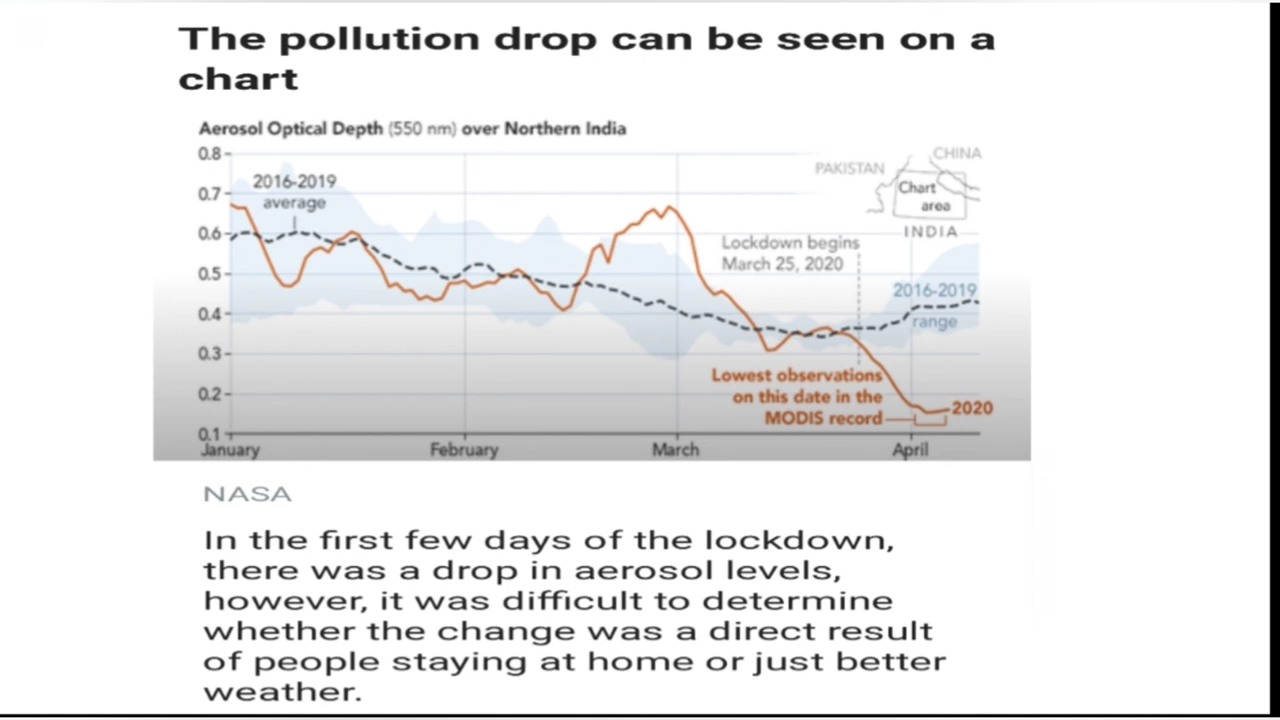 The pollution drop can be seen on a
chart
Aerosol Optical Depth (550 nm) over Northern India
0.8
0.7
0.6
0.5
0.4
0.3
0.2
0.1
2016-2019
average
PAKISTAN
CHINA
Chart
area
INDIA
Lockdown begins
March 25, 2020
2016-2019
range
Lowest observations
on this date in the
MODIS record
2020
January February March April
NASA
In the first few days of the lockdown,
there was a drop in aerosol levels,
however, it was difficult to determine
whether the change was a direct result
of people staying at home or just better
weather.